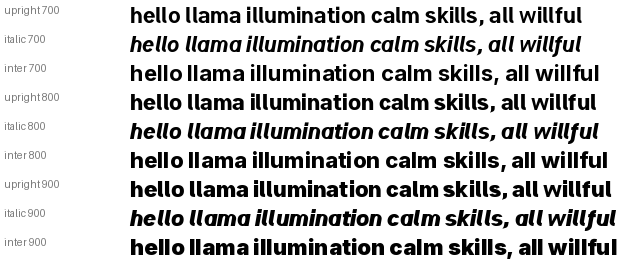 upright 700 hello llama illumination calm skills, all willful
italic 700 hello llama illumination calm skills, all willful
inter 700 hello llama illumination calm skills, all willful
upright 800 hello llama illumination calm skills, all willful
italic 800 hello llama illumination calm skills, all willful
inter 800 hello llama illumination calm skills, all willful
upright 900 hello llama illumination calm skills, all willful
italic 900 hello llama illumination calm skills, all willful
inter 900 hello llama illumination calm skills, all willful